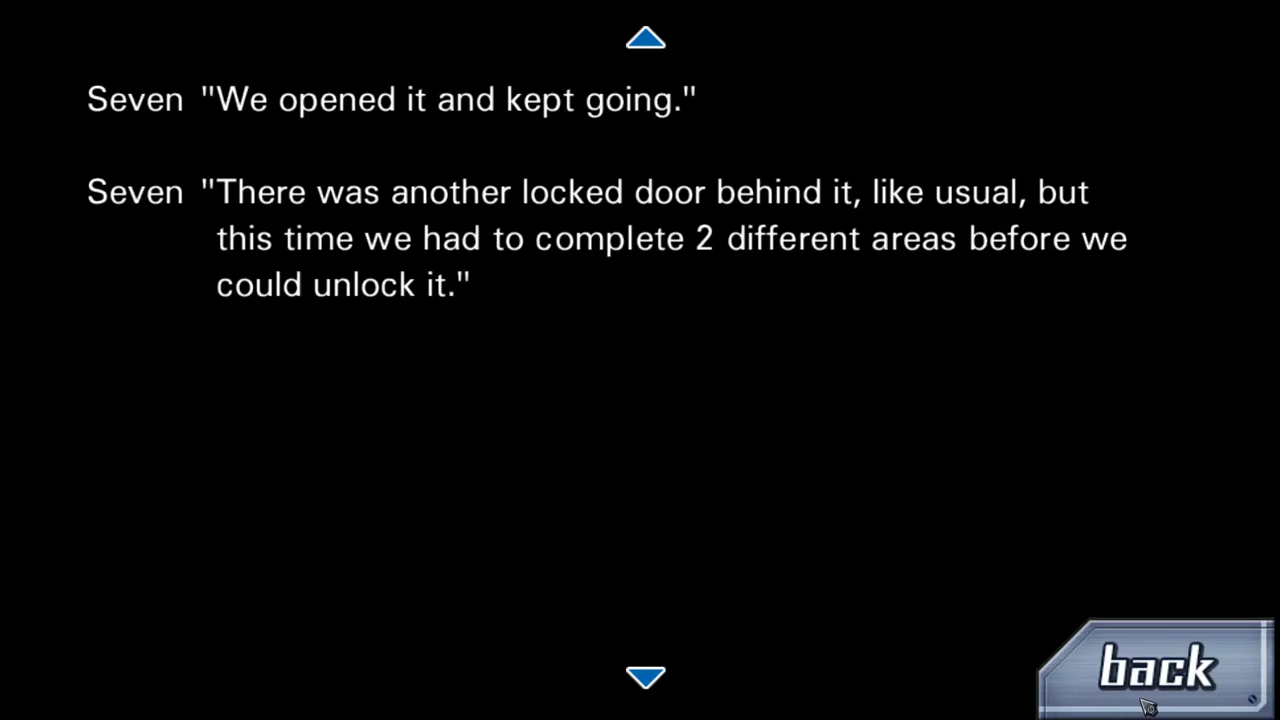 Seven "We opened it and kept going."
Seven "There was another locked door behind it, like usual, but
this time we had to complete 2 different areas before we
could unlock it."
back